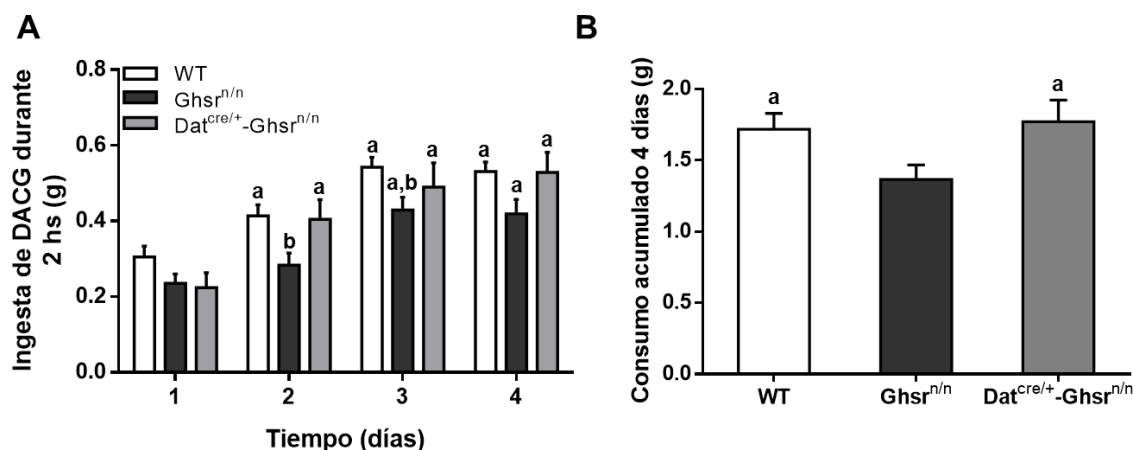 A
Ingesta de DACG durante
2 hs (g)
0.8
0.6
0.4
0.2
0.0
WT
Ghsrⁿ/ⁿ
Datcre/+-Ghsrn/n
a
a
b
a
a,b
a
a
a
a
1
2
3
4
Tiempo (días)
B
Consumo acumulado 4 días (g)
2.0
1.5
1.0
0.5
0.0
a
a
WT
Ghsrn/n
Datcre/+-Ghsrn/n